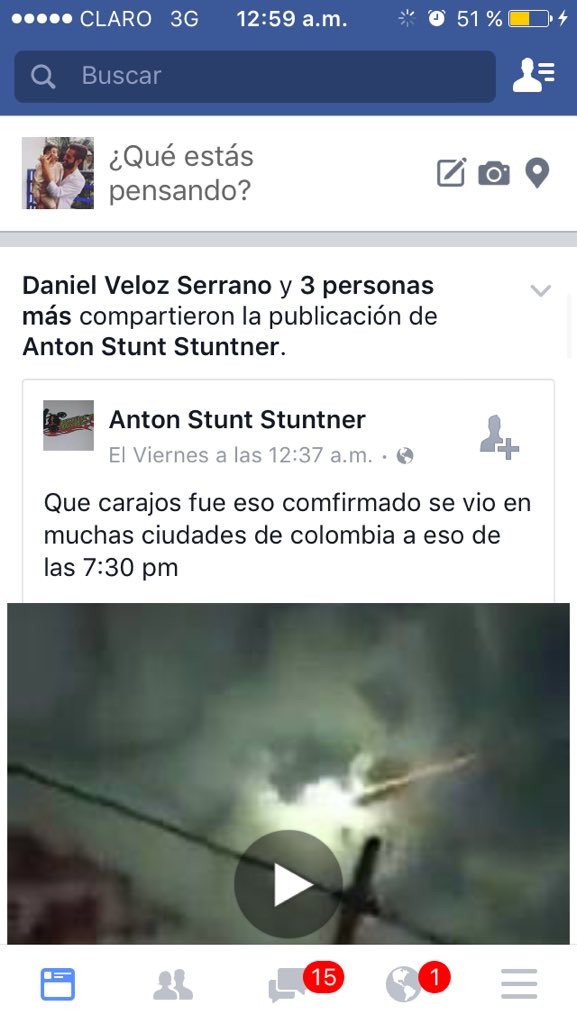 CLARO 3G 12:59 a.m. 51 %
Buscar
¿Qué estás
pensando?
Daniel Veloz Serrano y 3 personas
más compartieron la publicación de
Anton Stunt Stuntner.
Anton Stunt Stuntner
El Viernes a las 12:37 a.m. ·
Que carajos fue eso comfirmado se vio en
muchas ciudades de colombia a eso de
las 7:30 pm
15 1